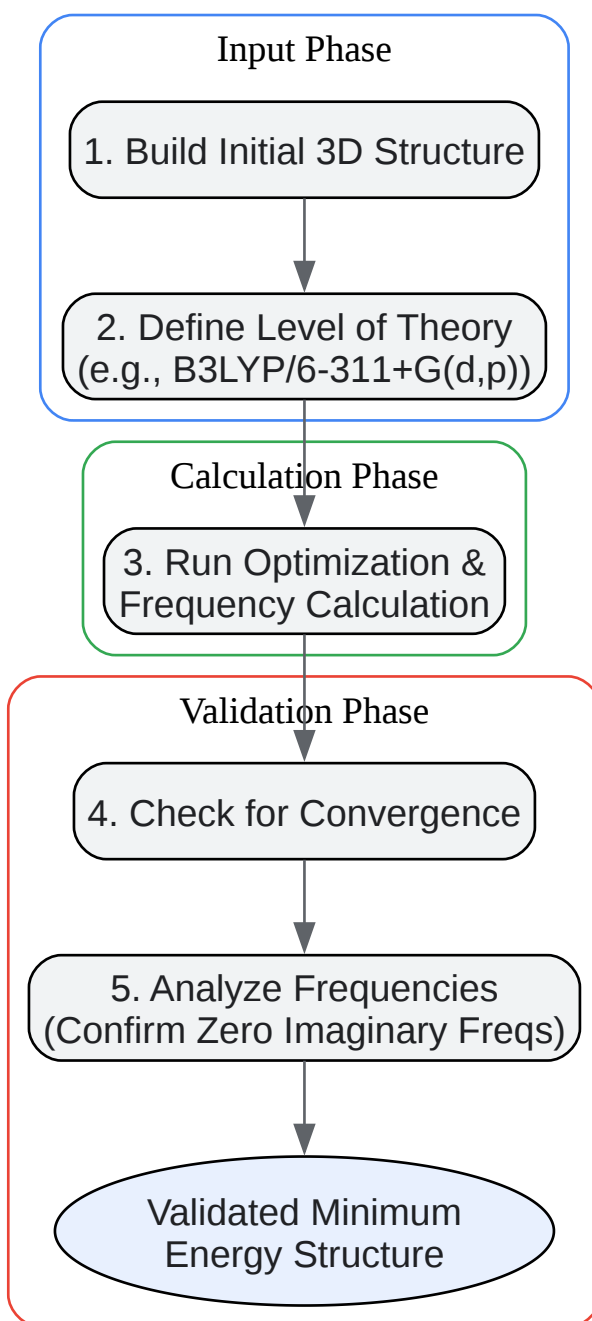 Input Phase
1. Build Initial 3D Structure
2. Define Level of Theory
(e.g., B3LYP/6-311+G(d,p))
Calculation Phase
3. Run Optimization &
Frequency Calculation
Validation Phase
4. Check for Convergence
5. Analyze Frequencies
(Confirm Zero Imaginary Freqs)
Validated Minimum
Energy Structure